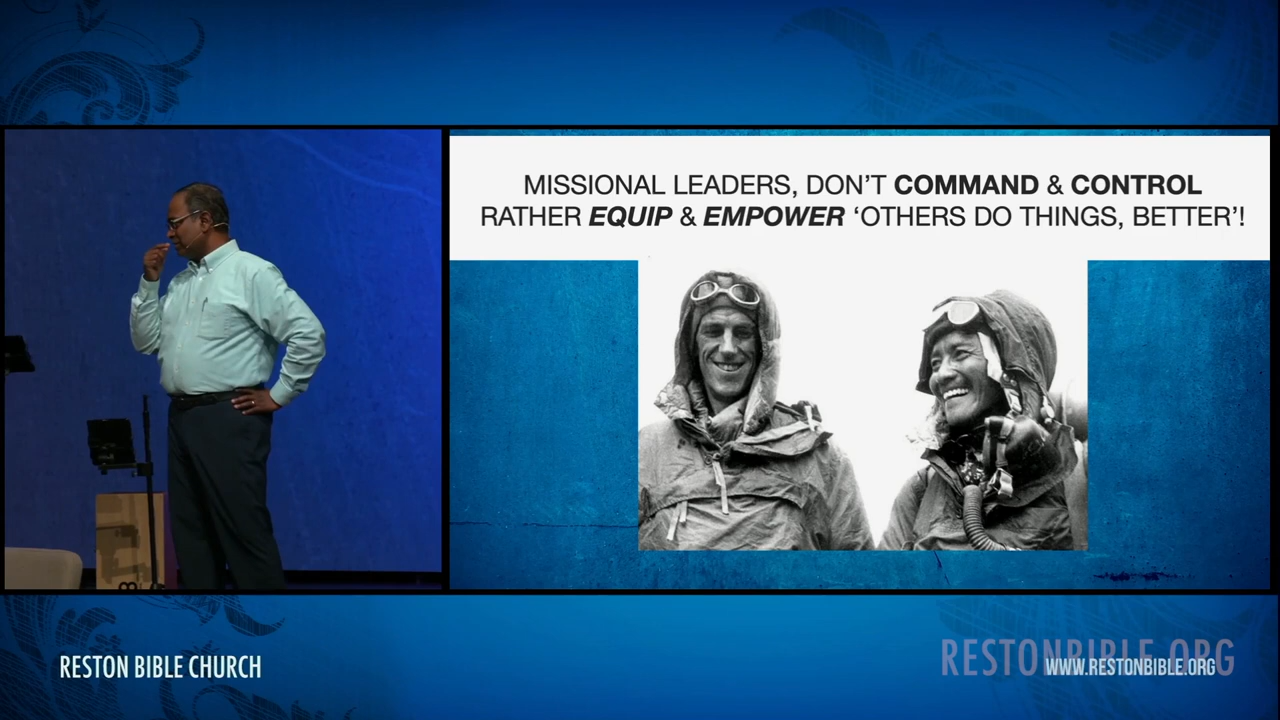 MISSIONAL LEADERS, DON’T COMMAND & CONTROL
RATHER EQUIP & EMPOWER ‘OTHERS DO THINGS, BETTER’!
RESTON BIBLE CHURCH
RESTONBIBLE.ORG
WWW.RESTONBIBLE.ORG